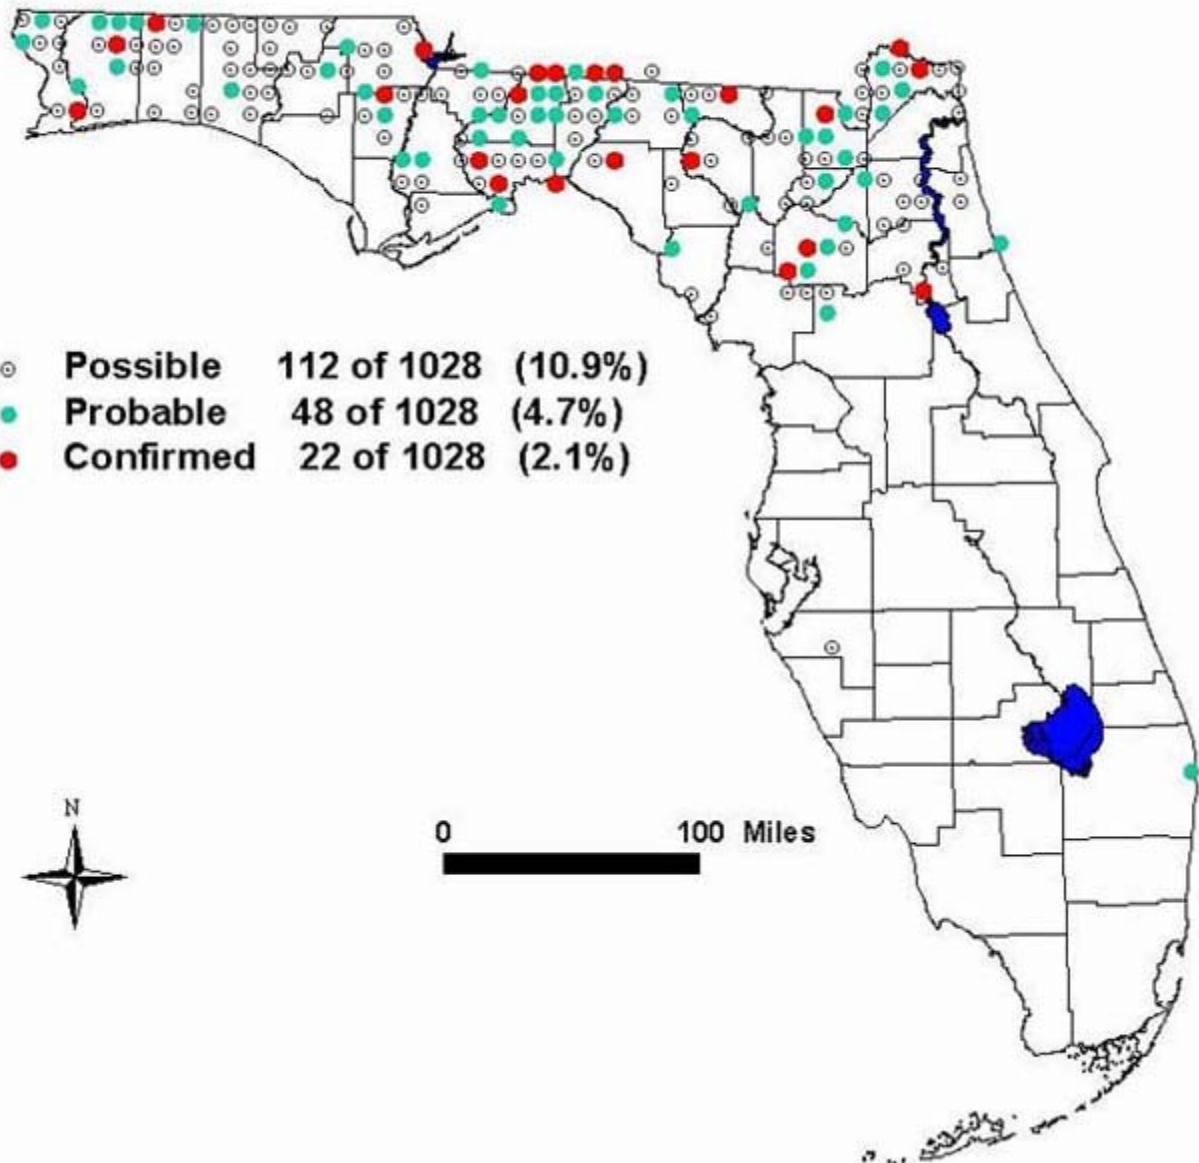 Possible 112 of 1028 (10.9%)
Probable 48 of 1028 (4.7%)
Confirmed 22 of 1028 (2.1%)
N
0 100 Miles